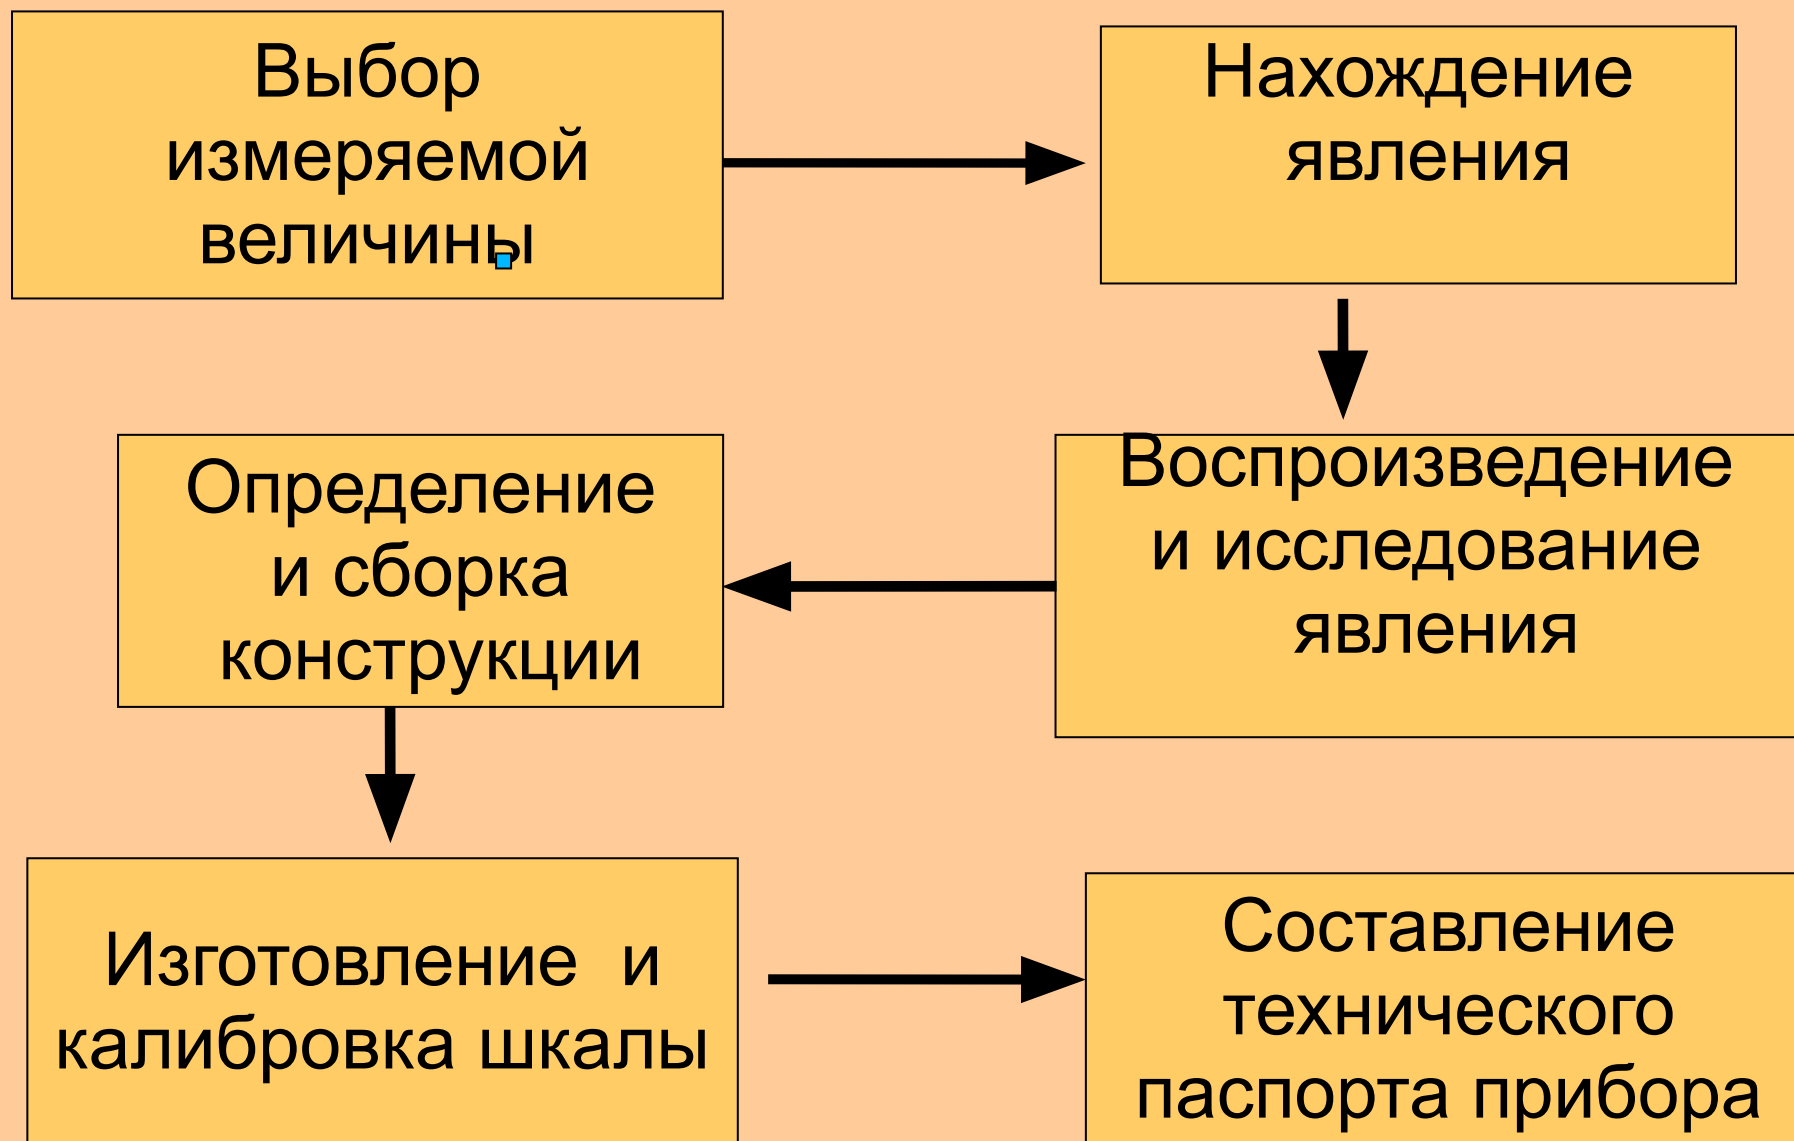 Выбор
измеряемой
величины
Нахождение
явления
Воспроизведение
и исследование
явления
Определение
и сборка
конструкции
Изготовление  и
калибровка шкалы
Составление
технического
паспорта прибора